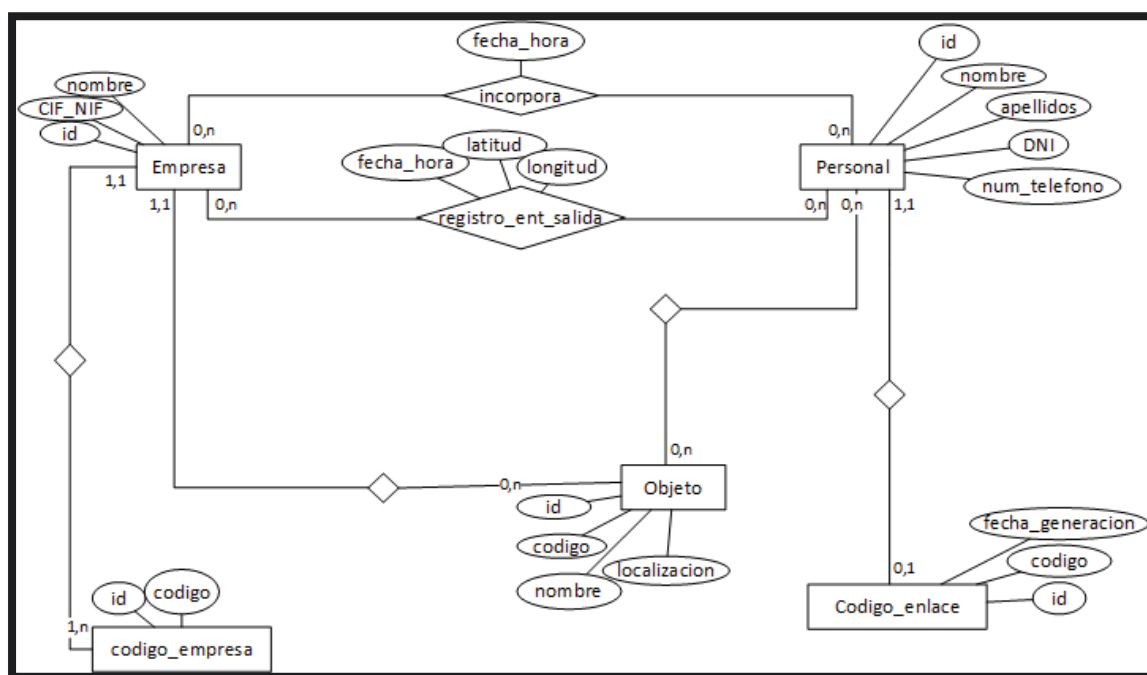 fecha_hora
incorpora
0,n
0,n
nombre
CIF_NIF
id
Empresa
1,1
1,1
0,n
fecha_hora
latitud
longitud
registro_ent_salida
id
nombre
apellidos
DNI
num_telefono
Personal
0,n
0,n
1,1
0,n
0,n
Objeto
id
codigo
nombre
localizacion
0,1
fecha_generacion
codigo
id
Codigo_enlace
id
codigo
1,n
codigo_empresa